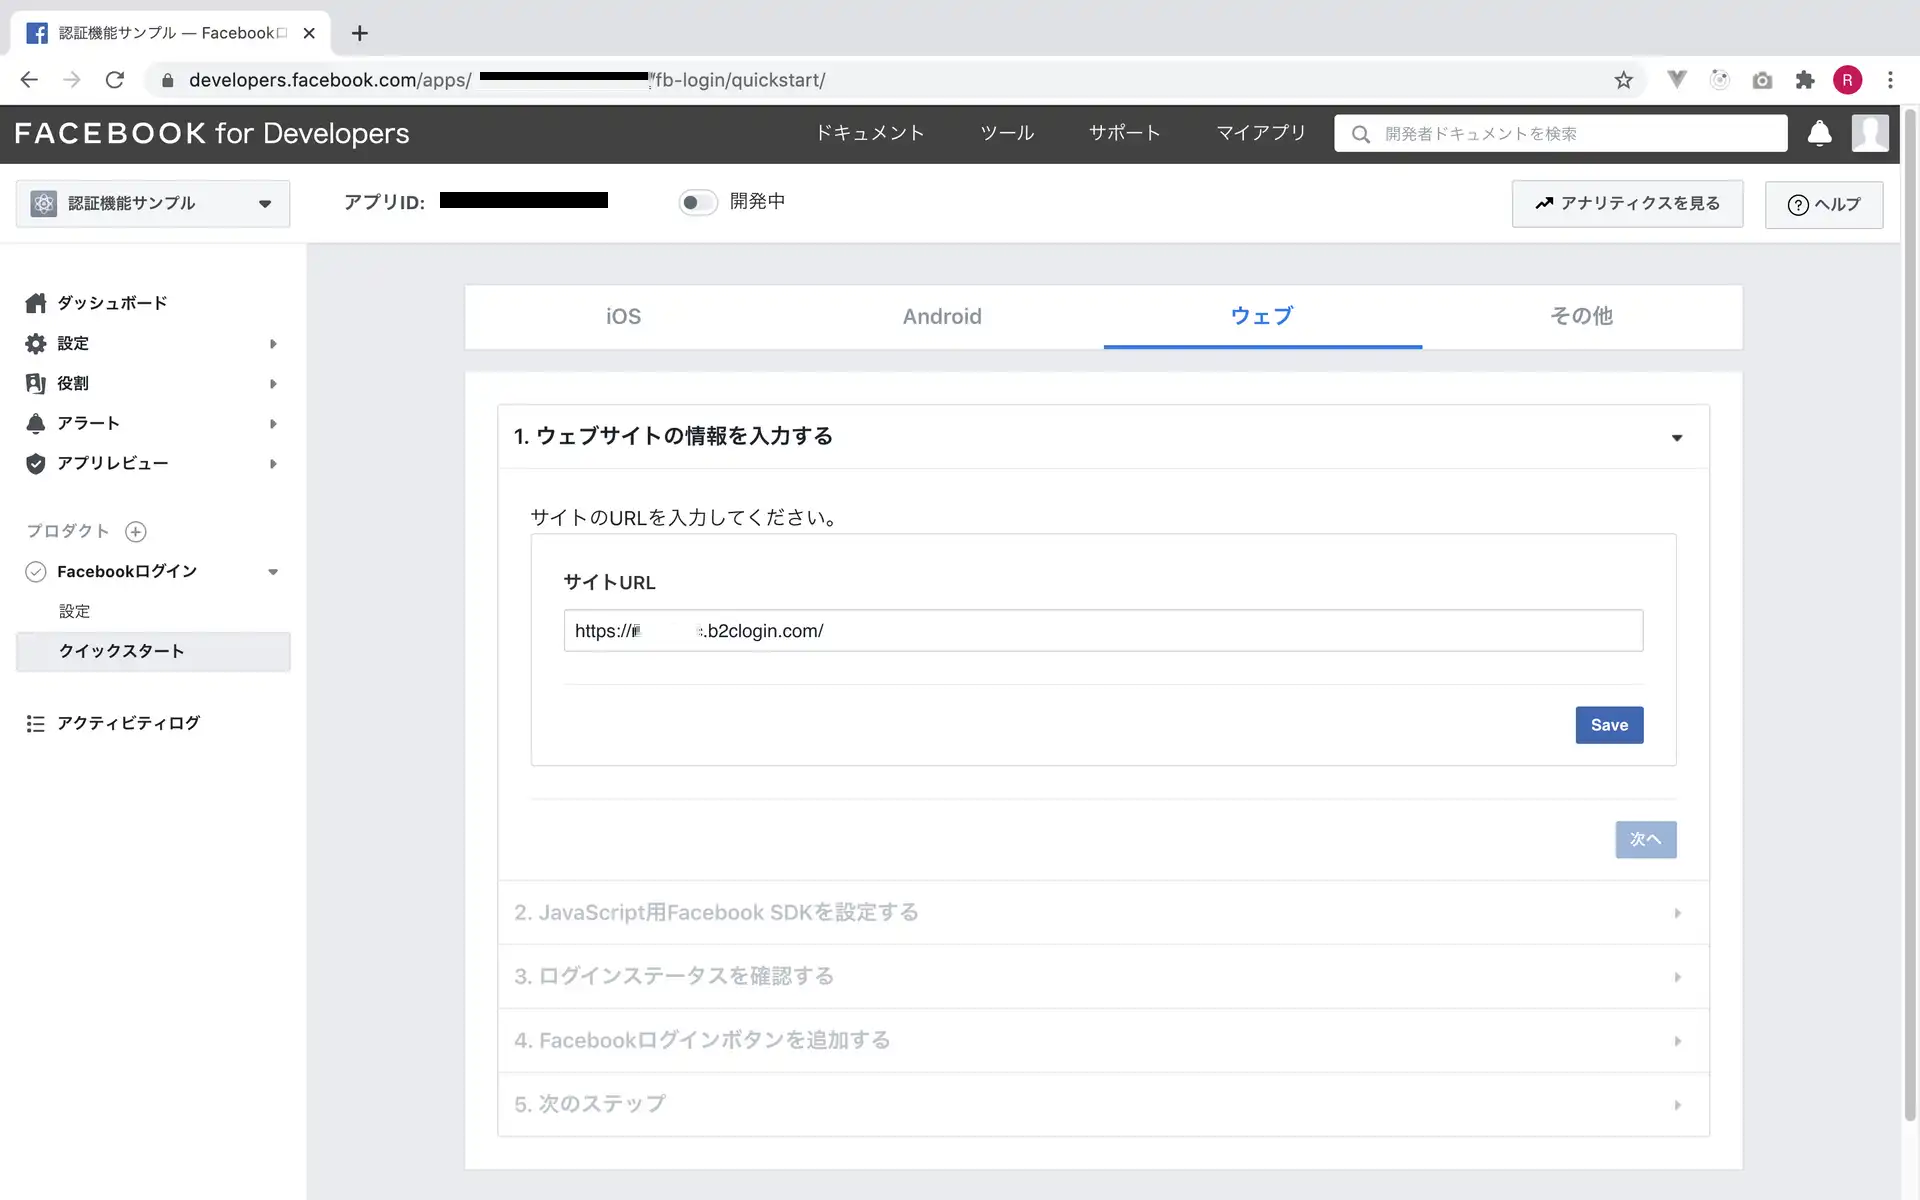 認証機能サンプル — Facebookロ
developers.facebook.com/apps/ /fb-login/quickstart/
R
FACEBOOK for Developers
ドキュメント
ツール
サポート
マイアプリ
開発者ドキュメントを検索
認証機能サンプル
アプリID:
開発中
アナリティクスを見る
ヘルプ
ダッシュボード
設定
役割
アラート
アプリレビュー
プロダクト
Facebookログイン
設定
クイックスタート
アクティビティログ
iOS
Android
ウェブ
その他
1. ウェブサイトの情報を入力する
サイトのURLを入力してください。
サイトURL
https:// .b2clogin.com/
Save
次へ
2. JavaScript用Facebook SDKを設定する
3. ログインステータスを確認する
4. Facebookログインボタンを追加する
5. 次のステップ